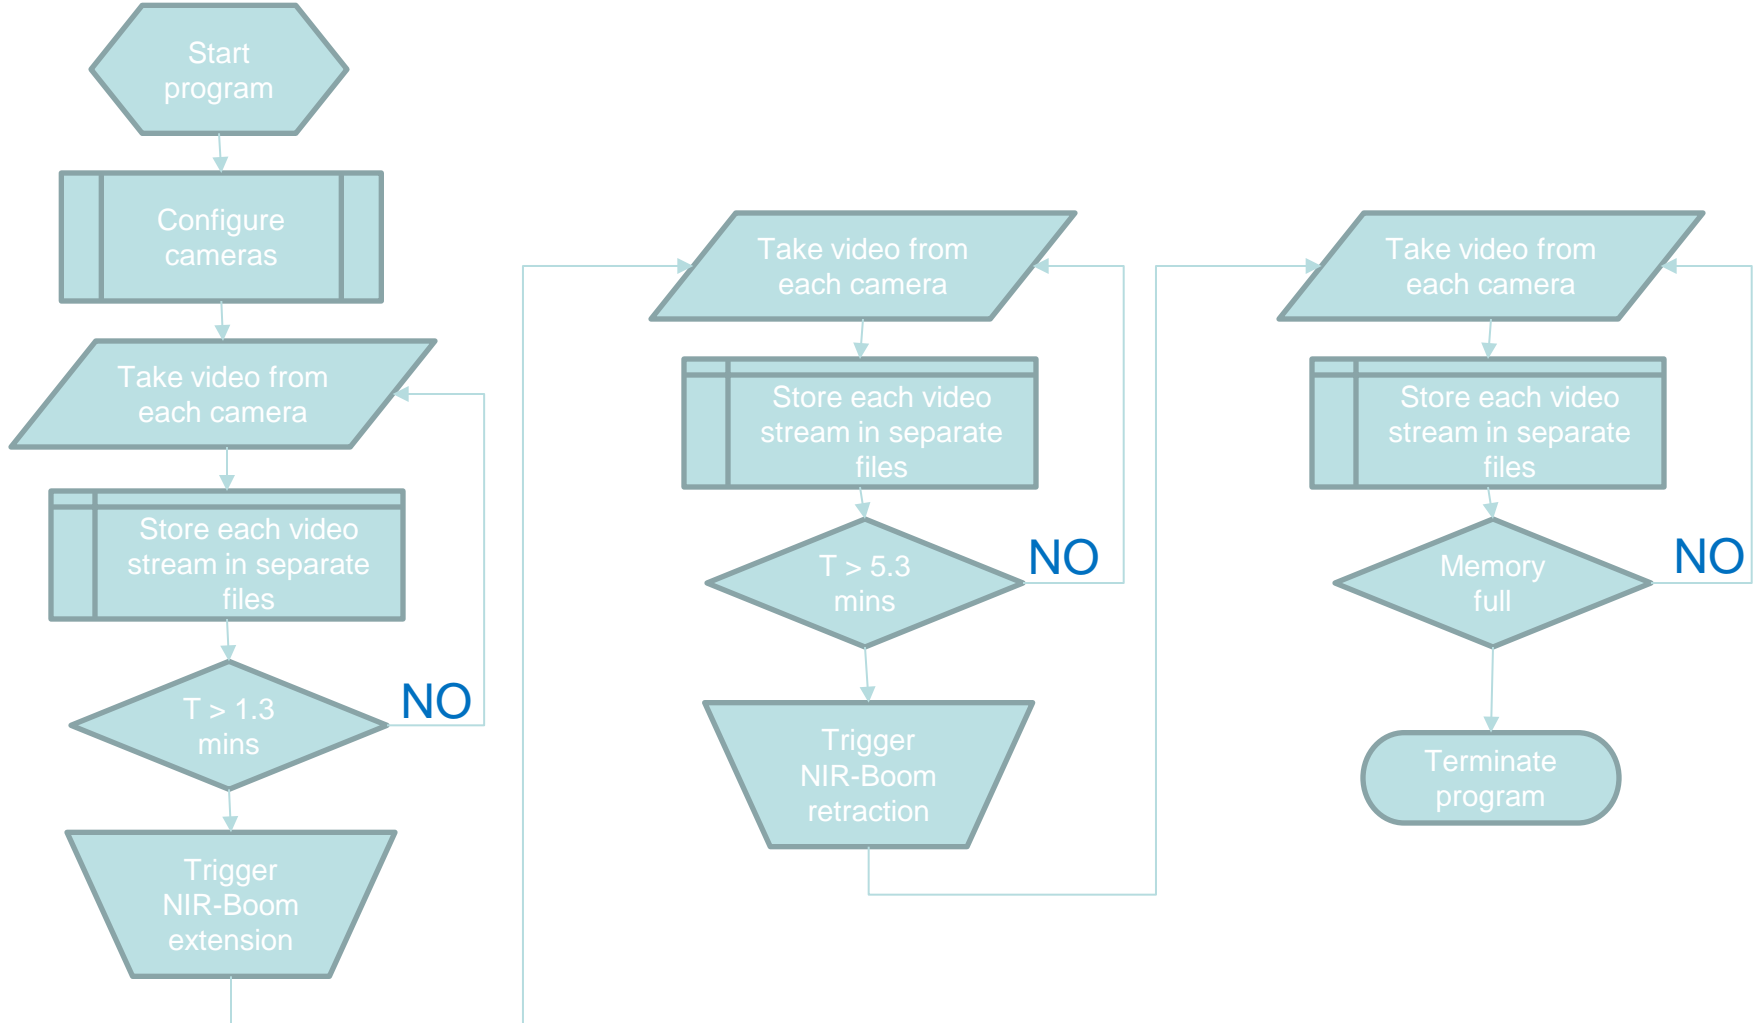 Start
program
Configure
cameras
Take video from
each camera
Store each video
stream in separate
files
T > 1.3
mins
NO
Trigger
NIR-Boom
extension
Take video from
each camera
Store each video
stream in separate
files
T > 5.3
mins
NO
Trigger
NIR-Boom
retraction
Take video from
each camera
Store each video
stream in separate
files
Memory
full
NO
Terminate
program